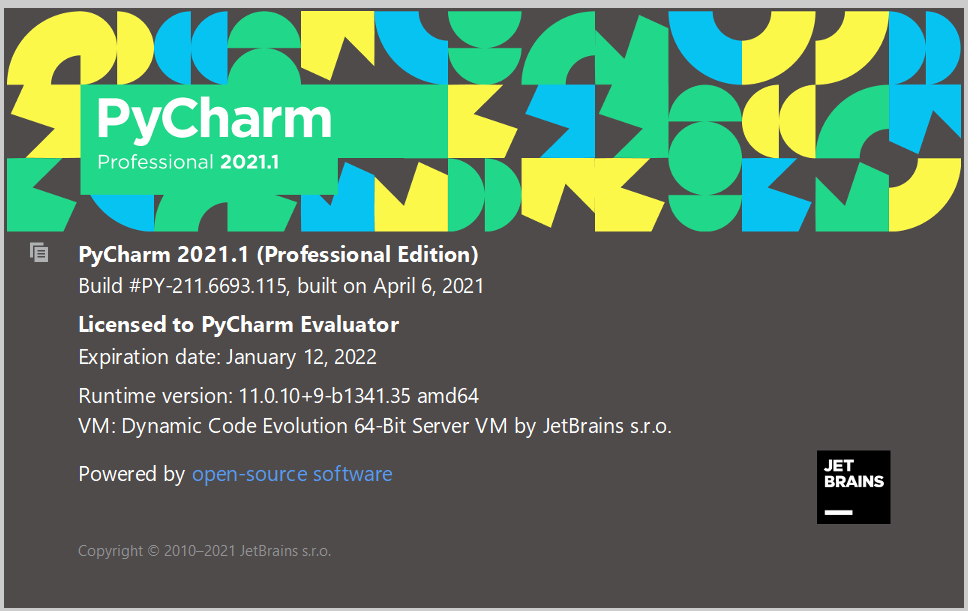 PyCharm
Professional 2021.1
PyCharm 2021.1 (Professional Edition)
Build #PY-211.6693.115, built on April 6, 2021
Licensed to PyCharm Evaluator
Expiration date: January 12, 2022
Runtime version: 11.0.10+9-b1341.35 amd64
VM: Dynamic Code Evolution 64-Bit Server VM by JetBrains s.r.o.
Powered by open-source software
JET
BRAINS
Copyright © 2010–2021 JetBrains s.r.o.